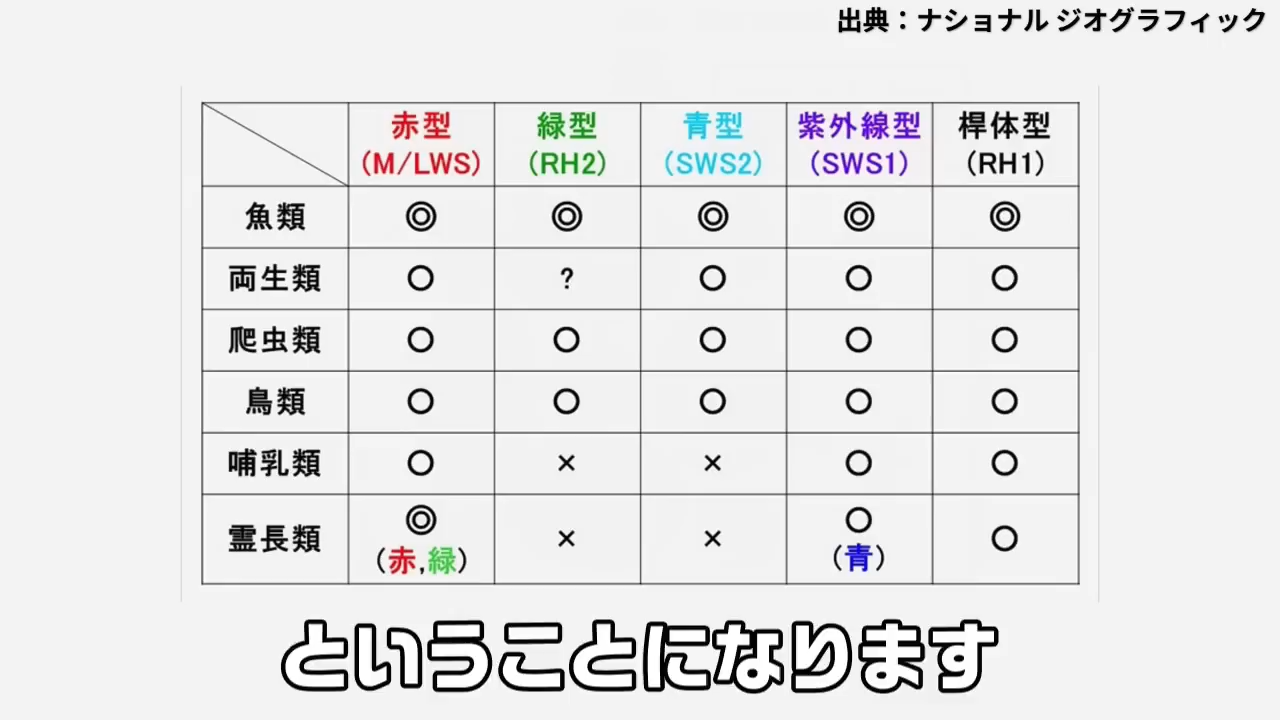 出典：ナショナル ジオグラフィック
赤型 緑型 青型 紫外線型 桿体型
(M/LWS) (RH2) (SWS2) (SWS1) (RH1)
魚類 ◎ ◎ ◎ ◎ ◎
両生類 ○ ? ○ ○ ○
爬虫類 ○ ○ ○ ○ ○
鳥類 ○ ○ ○ ○ ○
哺乳類 ○ × × ○ ○
霊長類 ◎ × × ○ ○
(赤,緑) (青)
ということになります